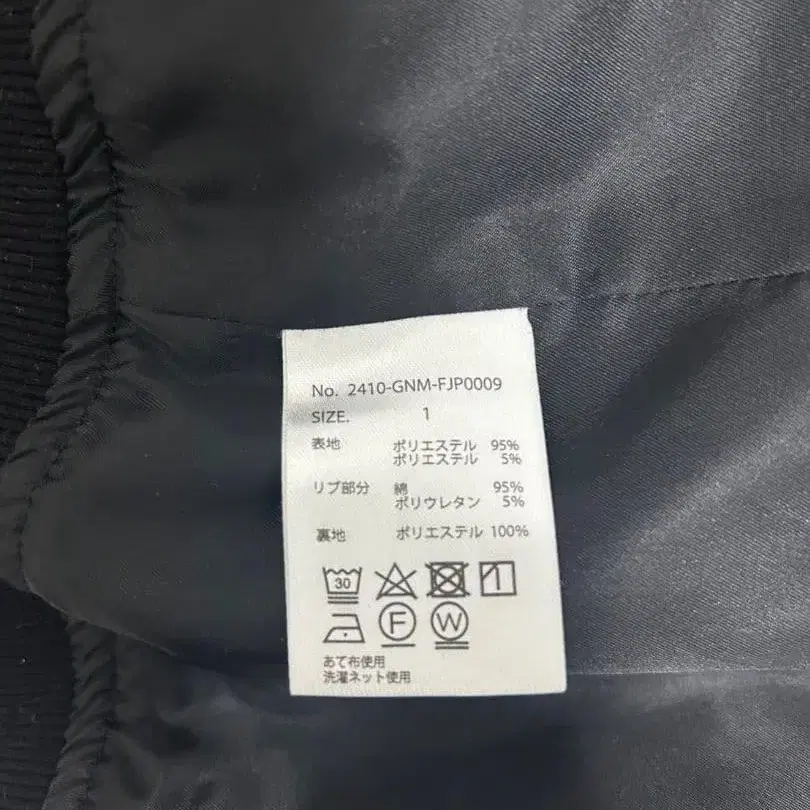 No. 2410-GNM-FJP0009
SIZE. 1
表地 ポリエステル 95%
ポリエステル 5%
リブ部分 綿 95%
ポリウレタン 5%
裏地 ポリエステル 100%
30
F W
あて布使用
洗濯ネット使用